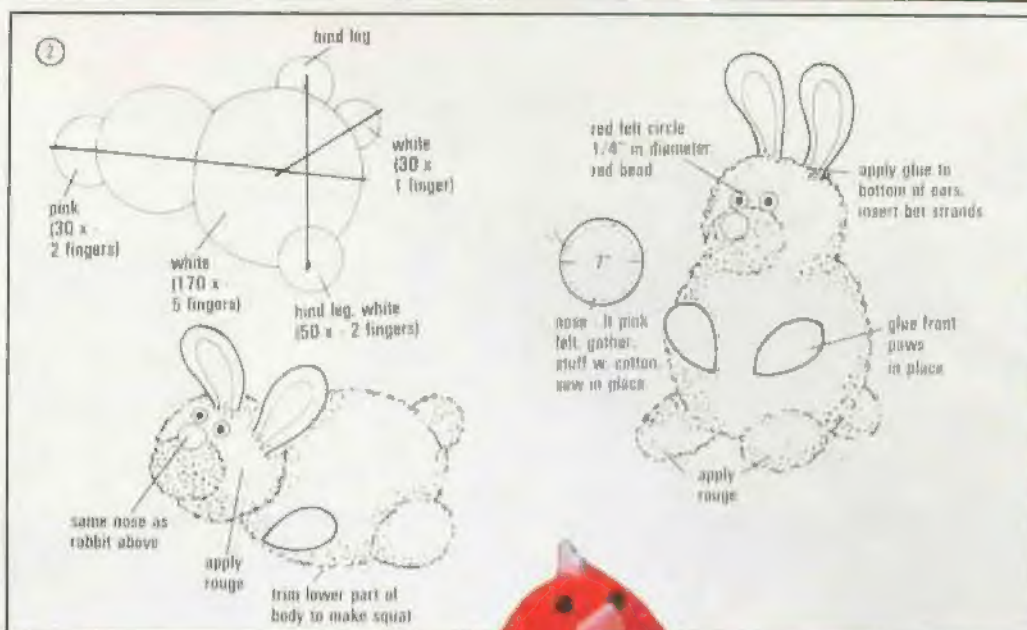 2
hind leg
white
(30 x
1 finger)
pink
(30 x
2 fingers)
white
(170 x
5 fingers)
hind leg, white
(50 x - 2 fingers)
red felt circle
1/4" in diameter
red bead
apply glue to
bottom of ears,
insert bet strands
7"
nose - lt pink
felt, gather,
stuff w. cotton
sew in place
glue front
paws
in place
apply
rouge
same nose as
rabbit above
apply
rouge
trim lower part of
body to make squat